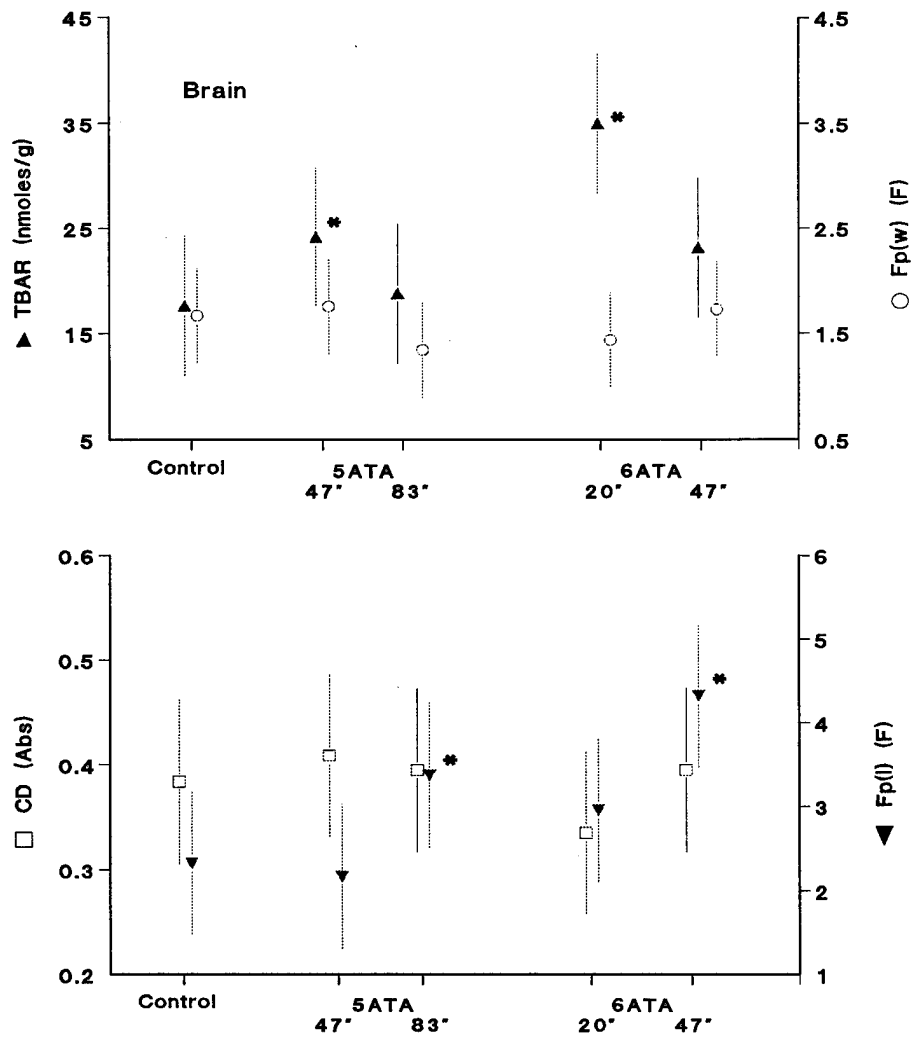 45
4.5
Brain
35
3.5
25
2.5
15
1.5
5
0.5
▲ TBAR (nmoles/g)
○ Fp(w) (F)
Control
5ATA
6ATA
47" 83" 20" 47"
0.6
6
0.5
5
0.4
4
3
0.3
2
0.2
1
□ CD (Abs)
▼ Fp(l) (F)
Control
5ATA
6ATA
47" 83" 20" 47"